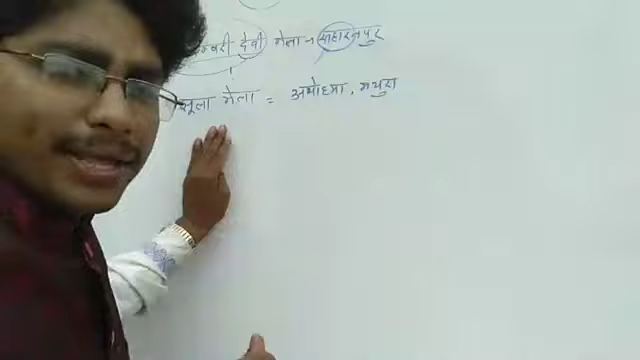 देवी मेला → सहारनपुर
झूला मेला = अयोध्या, मथुरा